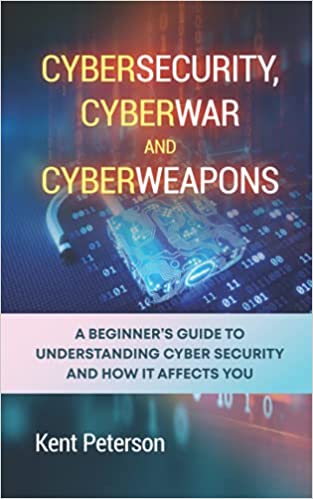 CYBERSECURITY,
CYBERWAR
AND
CYBERWEAPONS
A BEGINNER'S GUIDE TO
UNDERSTANDING CYBER SECURITY
AND HOW IT AFFECTS YOU
Kent Peterson